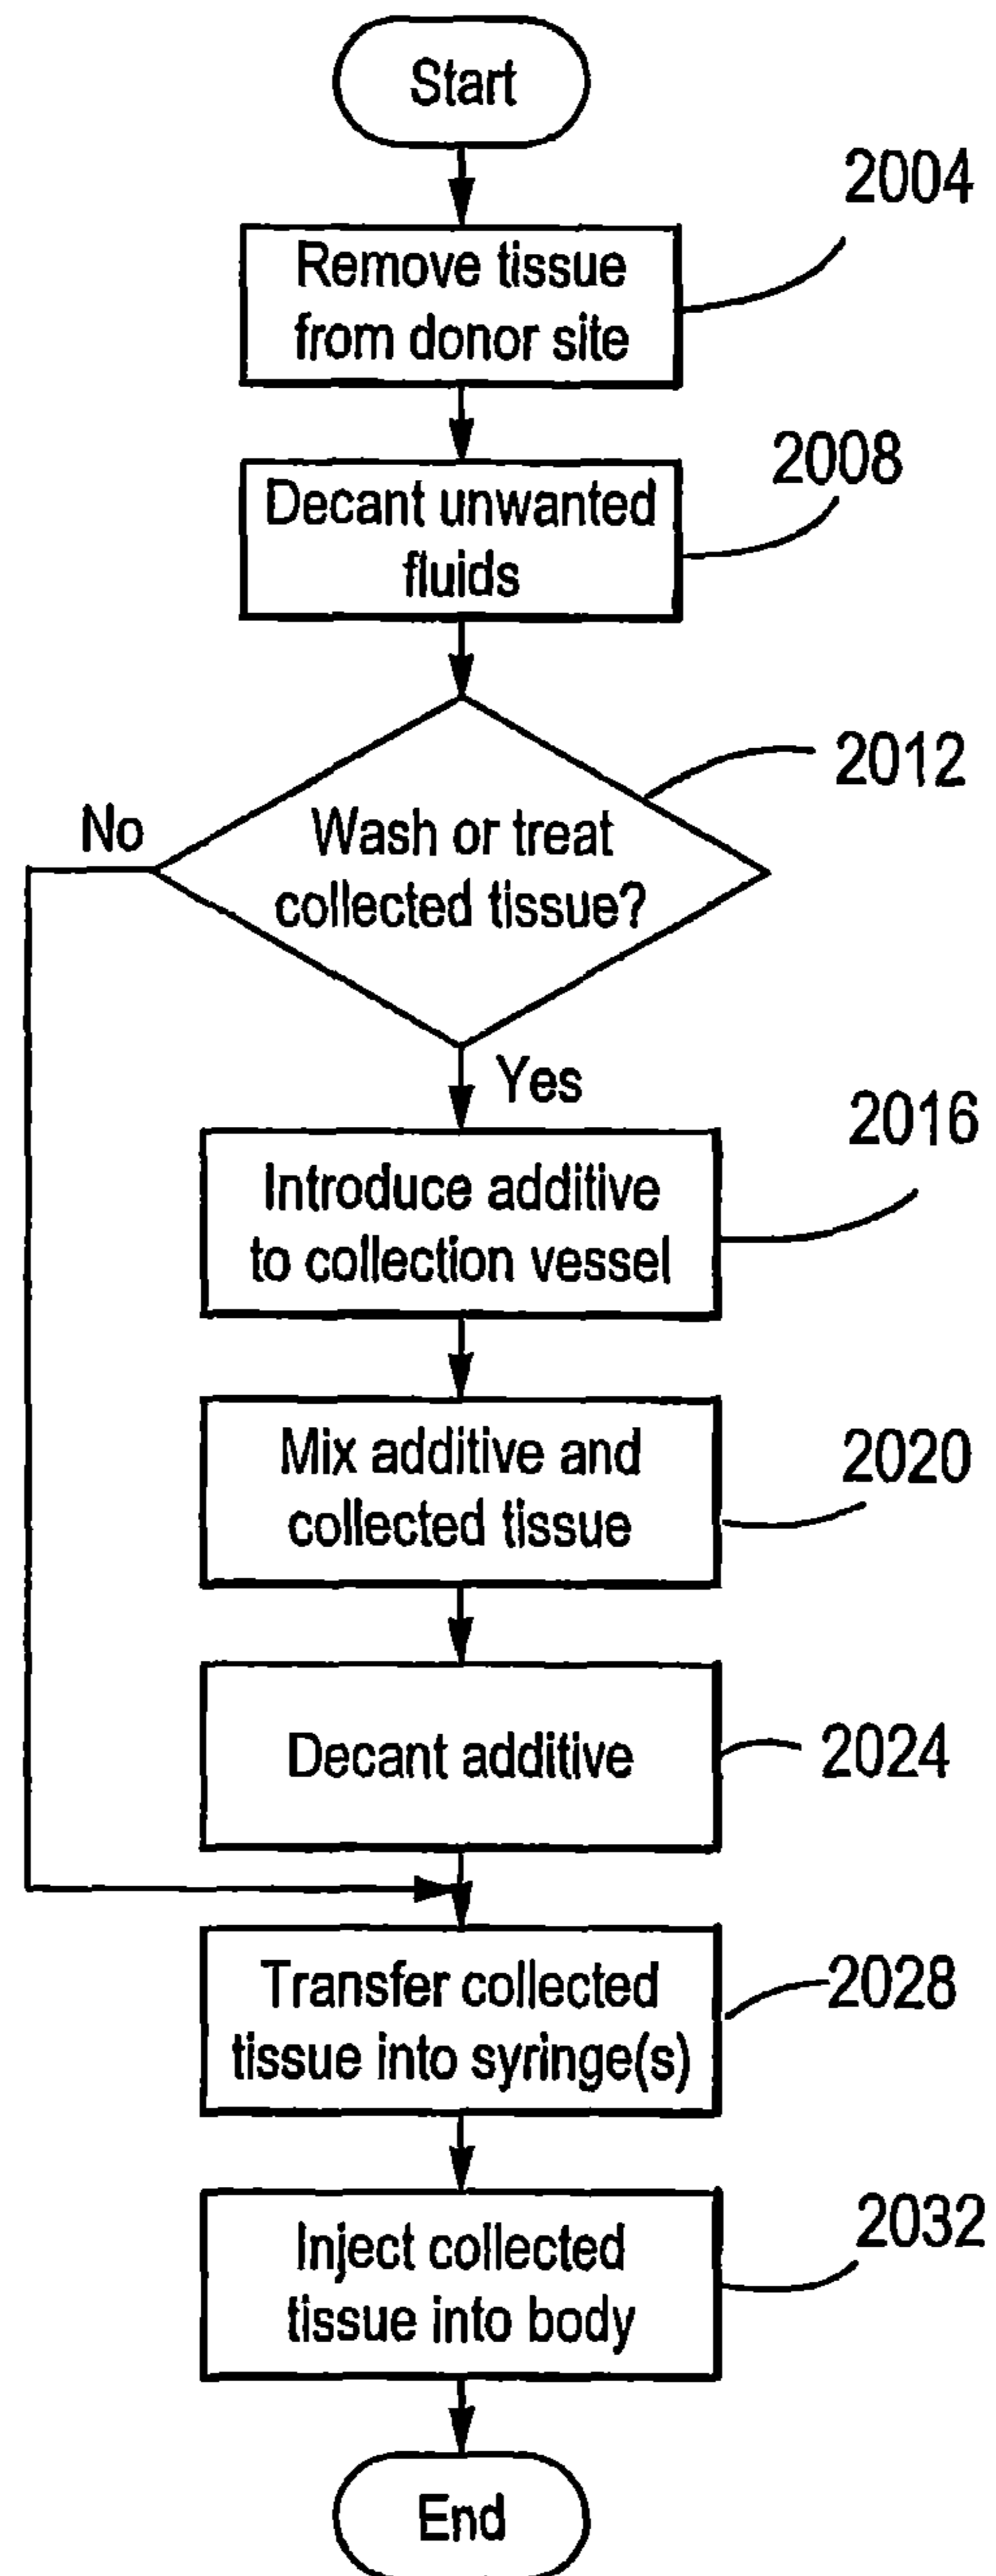 Start
2004
Remove tissue
from donor site
2008
Decant unwanted
fluids
2012
No
Wash or treat
collected tissue?
Yes
2016
Introduce additive
to collection vessel
Mix additive and
collected tissue
2020
Decant additive
2024
Transfer collected
tissue into syringe(s)
2028
Inject collected
tissue into body
2032
End